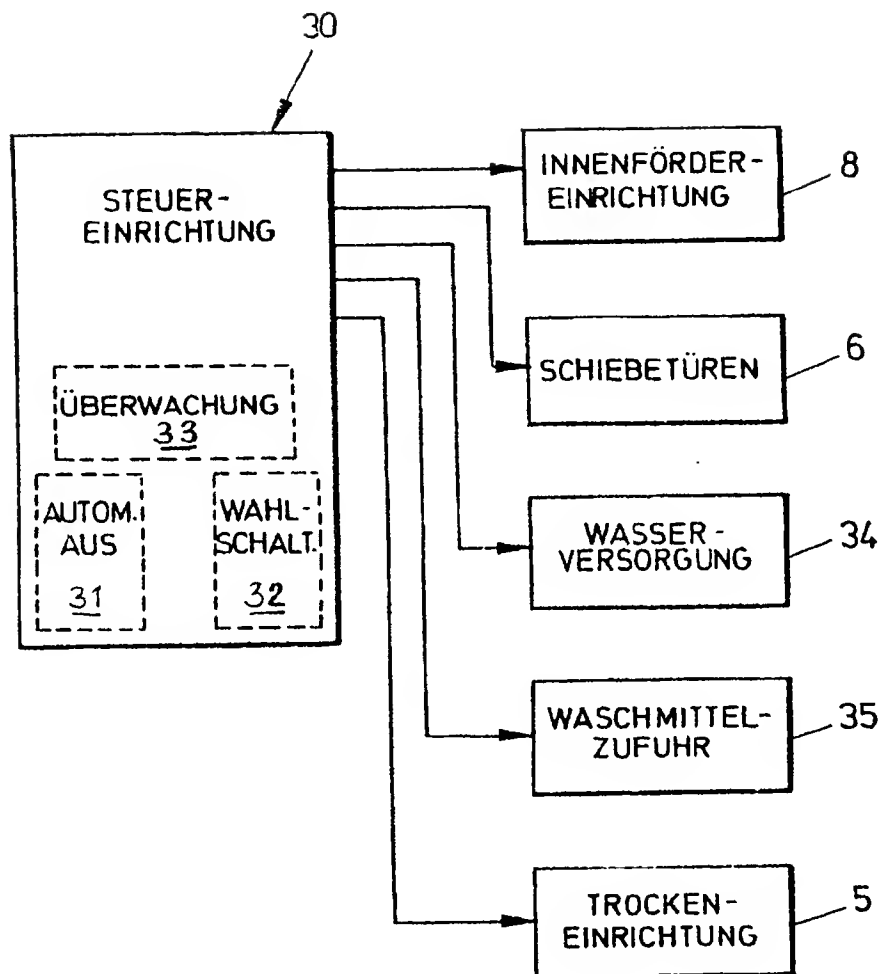 30
STEUER-
EINRICHTUNG
ÜBERWACHUNG
33
AUTOM.
AUS
31
WAHL-
SCHALT.
32
INNENFÖRDER-
EINRICHTUNG
8
SCHIEBETÜREN
6
WASSER-
VERSORGUNG
34
WASCHMITTEL-
ZUFUHR
35
TROCKEN-
EINRICHTUNG
5